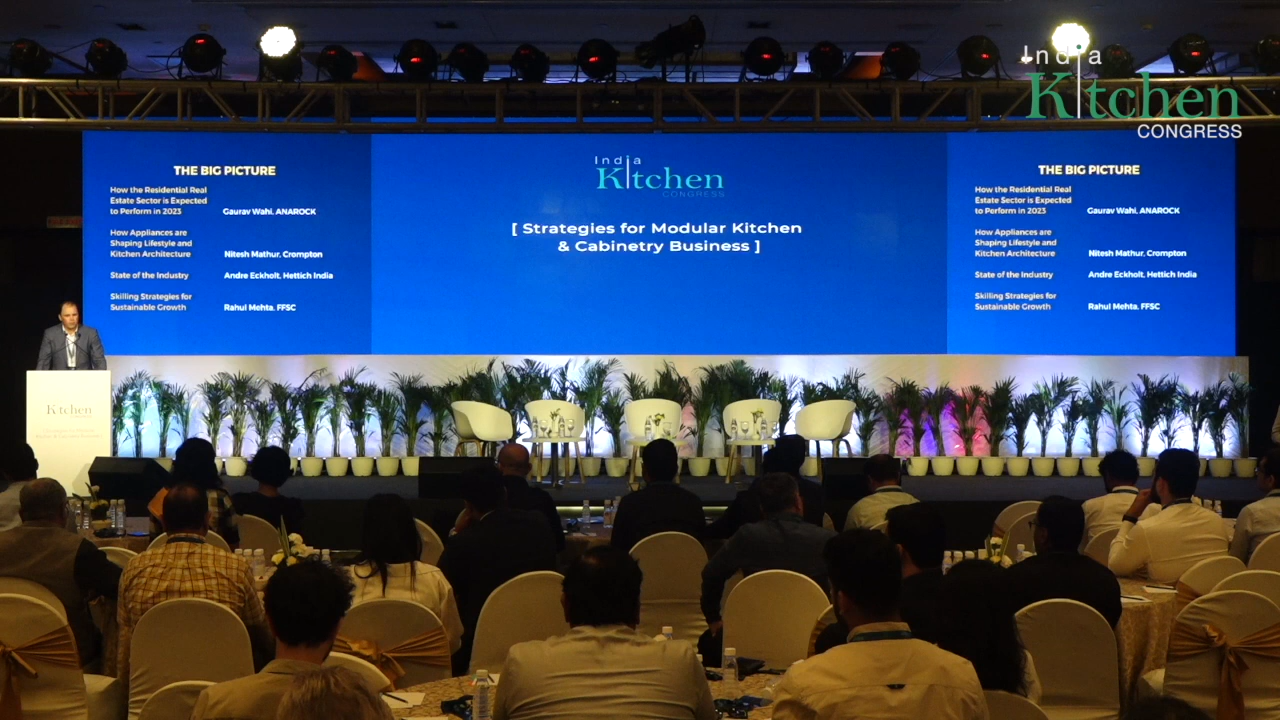 India
Kitchen
CONGRESS
THE BIG PICTURE
How the Residential Real
Estate Sector is Expected
to Perform in 2023
Gaurav Wahi, ANAROCK
How Appliances are
Shaping Lifestyle and
Kitchen Architecture
Nitesh Mathur, Crompton
State of the Industry
Andre Eckholt, Hettich India
Skilling Strategies for
Sustainable Growth
Rahul Mehta, FFSC
India
Kitchen
CONGRESS
[ Strategies for Modular Kitchen
& Cabinetry Business ]
THE BIG PICTURE
How the Residential Real
Estate Sector is Expected
to Perform in 2023
Gaurav Wahi, ANAROCK
How Appliances are
Shaping Lifestyle and
Kitchen Architecture
Nitesh Mathur, Crompton
State of the Industry
Andre Eckholt, Hettich India
Skilling Strategies for
Sustainable Growth
Rahul Mehta, FFSC
Kitchen